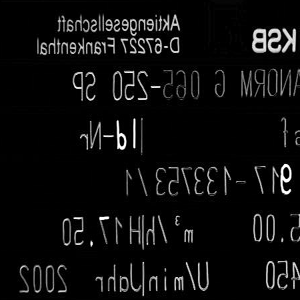 KSB Aktiengesellschaft
D-67227 Frankenthal
ANORM G 065-250 SP
Id-Nr
917-133753/1
5.00 m³/h H 17.50
450 U/min Jahr 2002